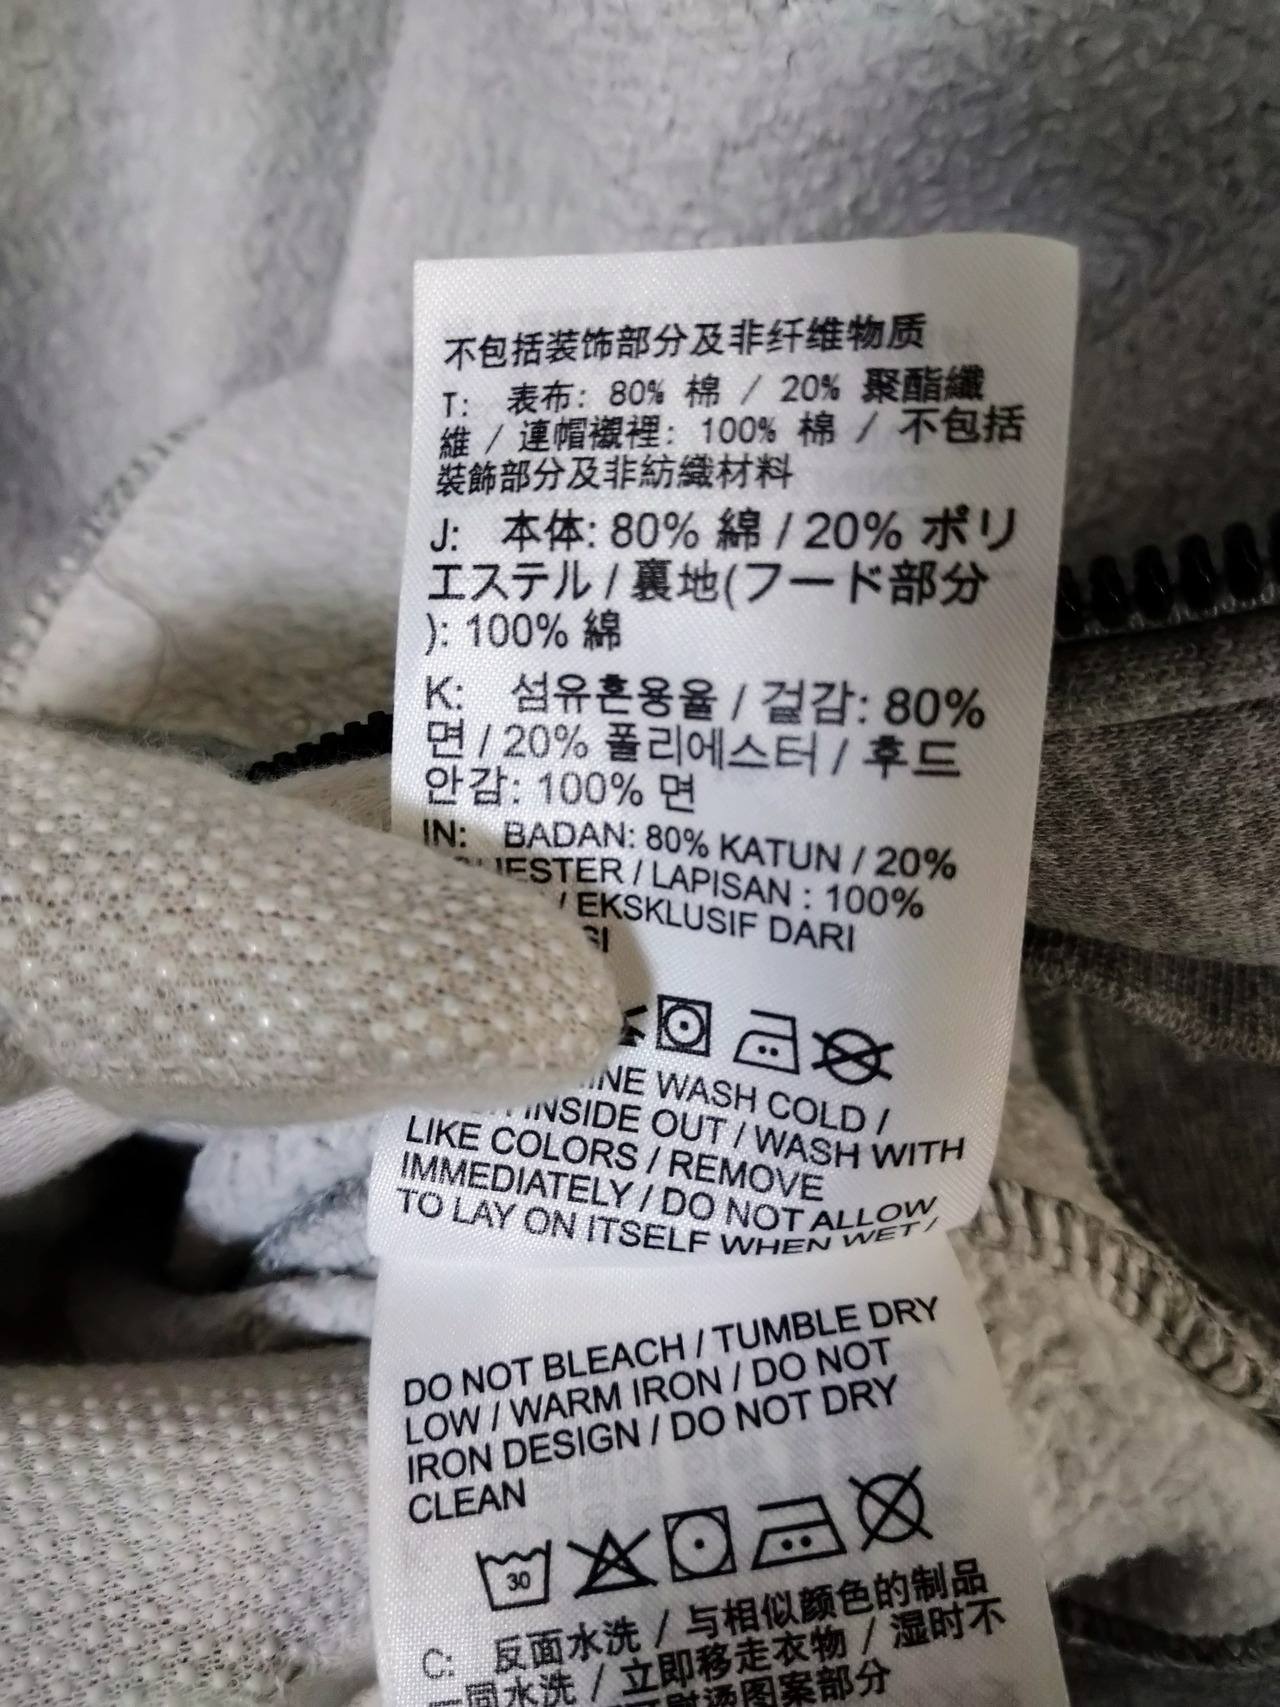 不包括装饰部分及非纤维物质
T: 表布: 80% 棉 / 20% 聚酯纖
維 / 連帽襯裡: 100% 棉 / 不包括
裝飾部分及非紡織材料
J: 本体: 80% 綿 / 20% ポリ
エステル / 裏地(フード部分
): 100% 綿
K: 섬유혼용율 / 겉감: 80%
면 / 20% 폴리에스터 / 후드
안감: 100% 면
IN: BADAN: 80% KATUN / 20%
/ LAPISAN : 100%
/ EKSKLUSIF DARI
WASH COLD /
INSIDE OUT / WASH WITH
LIKE COLORS / REMOVE
IMMEDIATELY / DO NOT ALLOW
TO LAY ON ITSELF WHEN WET /
DO NOT BLEACH / TUMBLE DRY
LOW / WARM IRON / DO NOT
IRON DESIGN / DO NOT DRY
CLEAN
30
C: 反面水洗 / 与相似颜色的制品
一同水洗 / 立即移走衣物 / 湿时不
熨烫图案部分